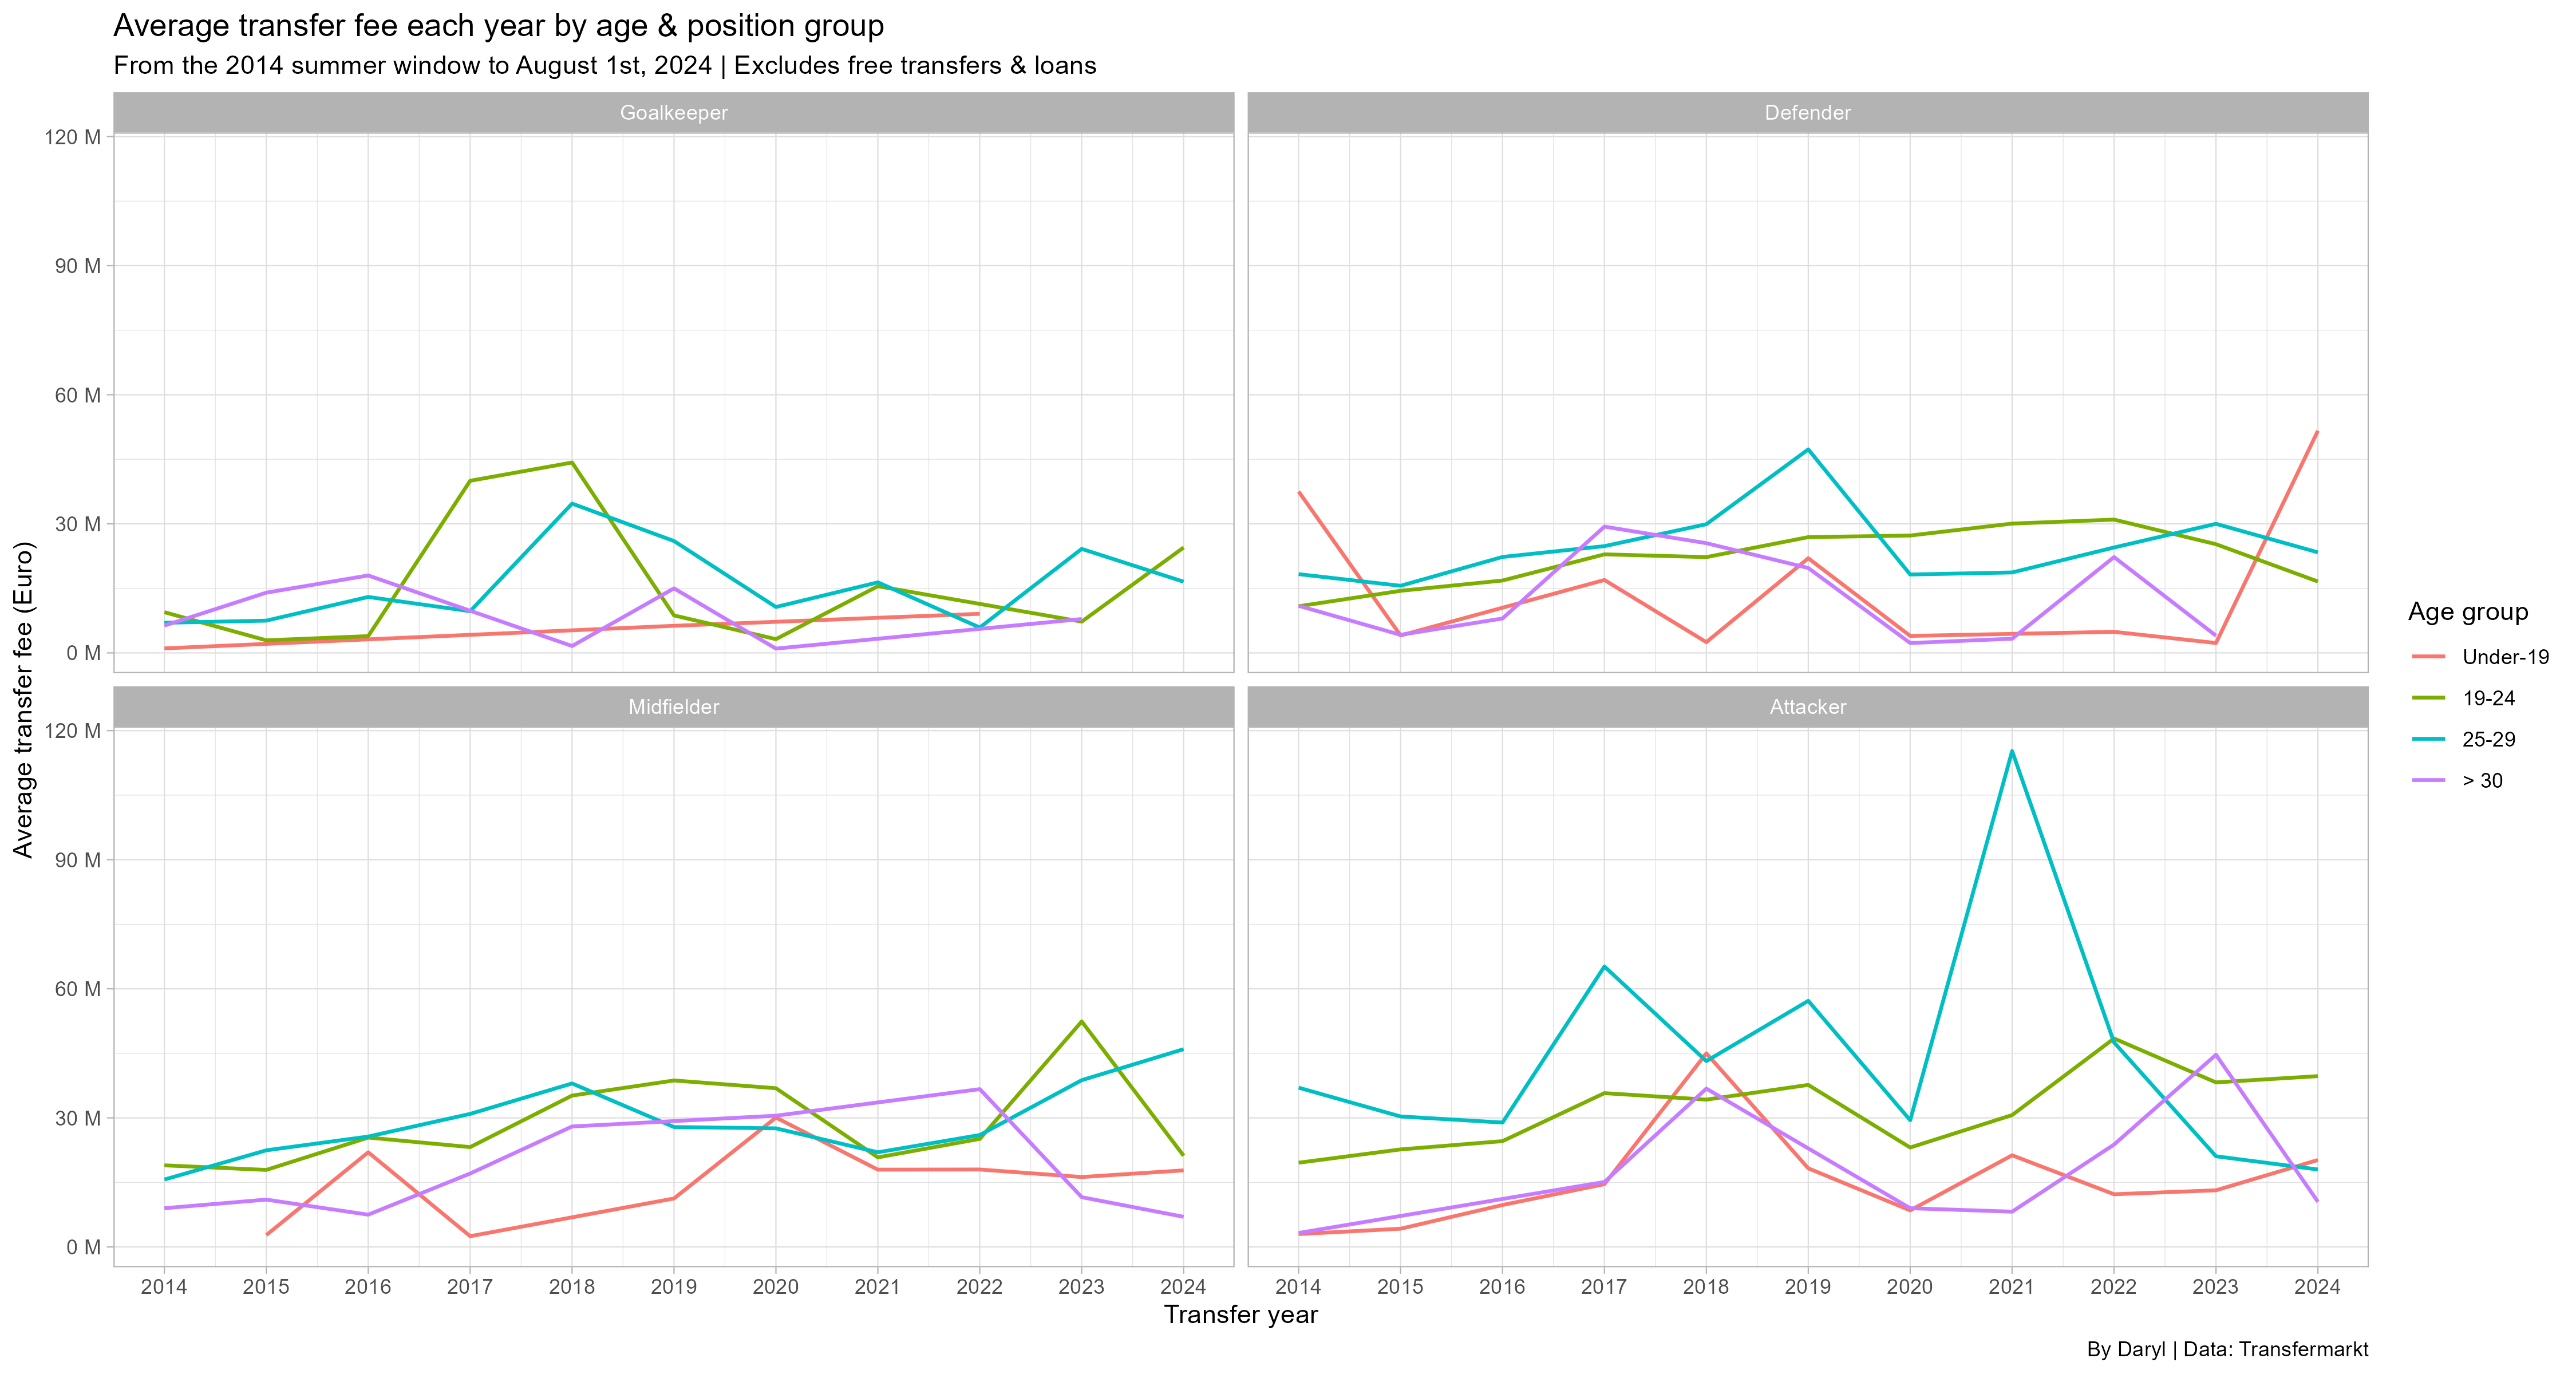 Average transfer fee each year by age & position group
From the 2014 summer window to August 1st, 2024 | Excludes free transfers & loans
Goalkeeper
Defender
120 M
90 M
60 M
30 M
0 M
Midfielder
Attacker
120 M
90 M
60 M
30 M
0 M
Average transfer fee (Euro)
2014 2015 2016 2017 2018 2019 2020 2021 2022 2023 2024
2014 2015 2016 2017 2018 2019 2020 2021 2022 2023 2024
Transfer year
Age group
Under-19
19-24
25-29
> 30
By Daryl | Data: Transfermarkt